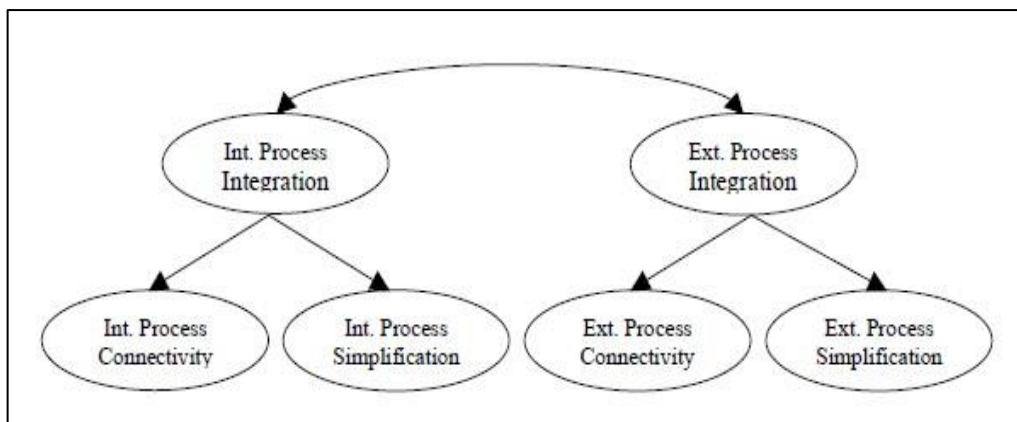 Int. Process
Integration
Ext. Process
Integration
Int. Process
Connectivity
Int. Process
Simplification
Ext. Process
Connectivity
Ext. Process
Simplification